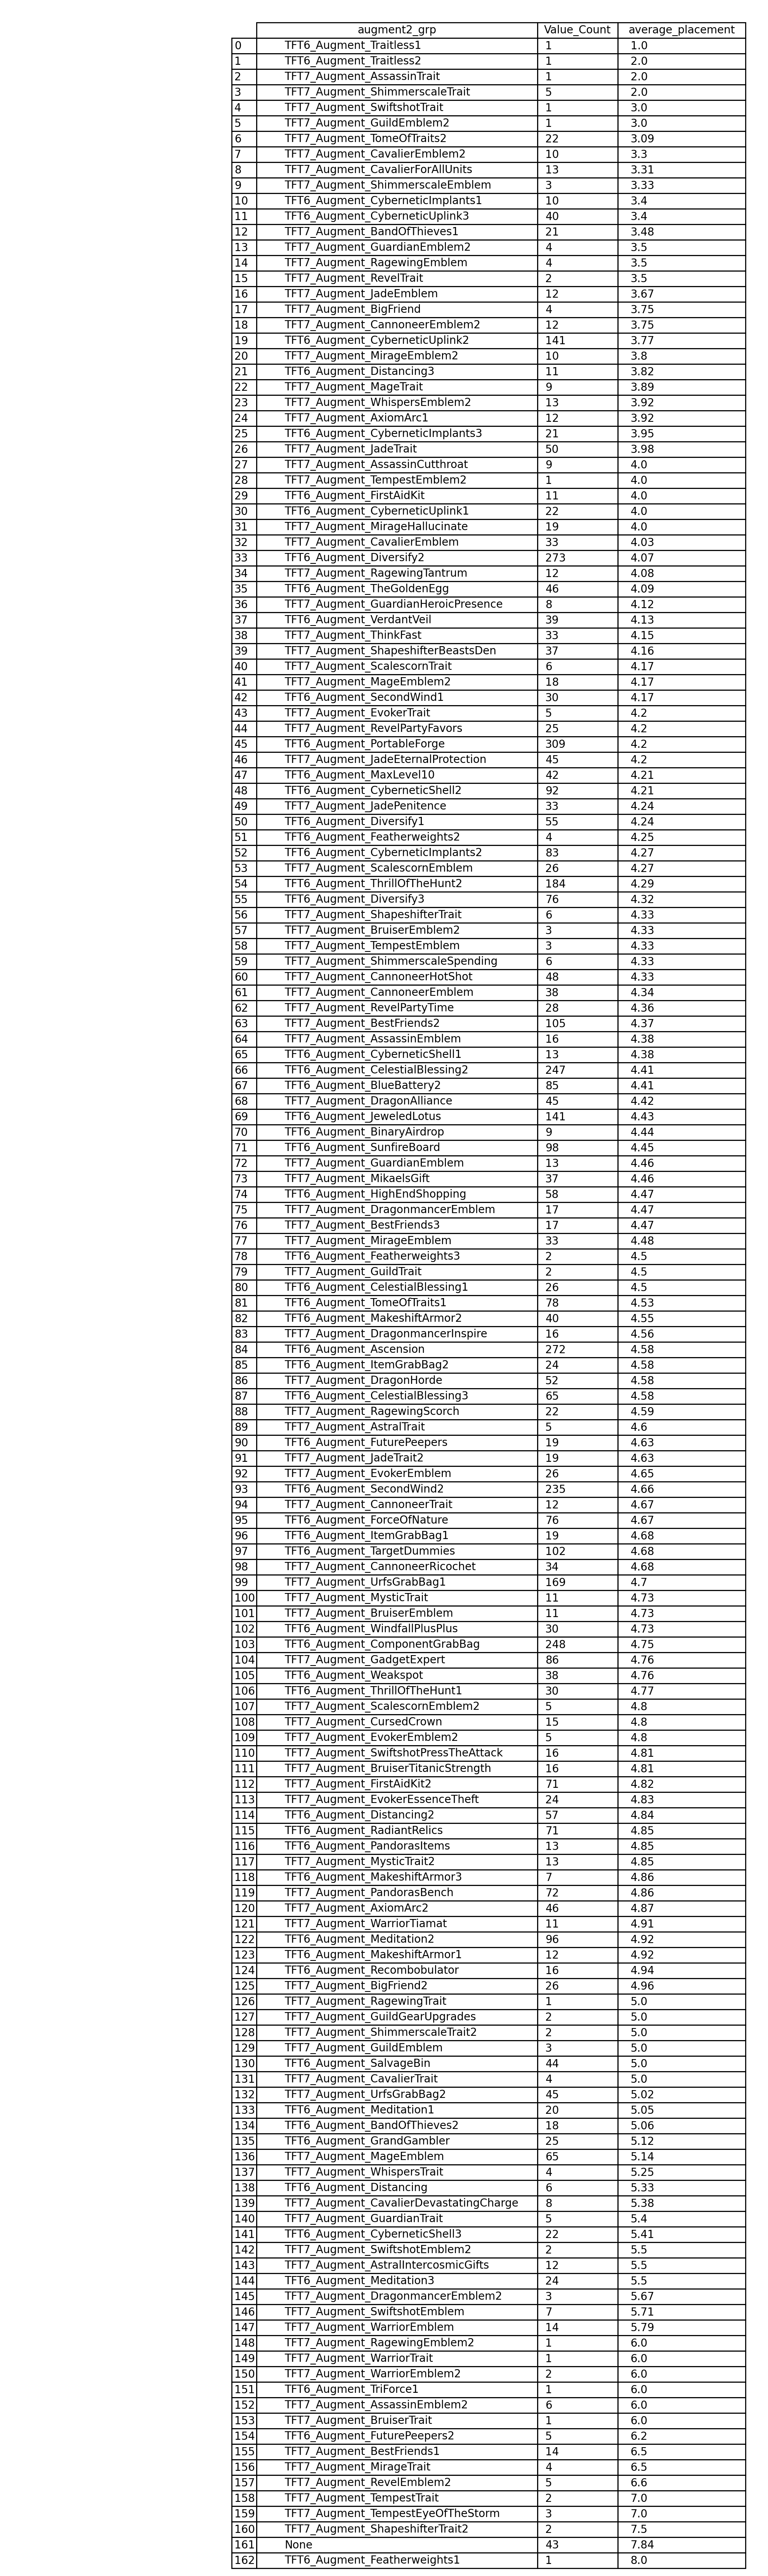 augment2_grp Value_Count average_placement
0 TFT6_Augment_Traitless1 1 1.0
1 TFT6_Augment_Traitless2 1 2.0
2 TFT7_Augment_AssassinTrait 1 2.0
3 TFT7_Augment_ShimmerscaleTrait 5 2.0
4 TFT7_Augment_SwiftshotTrait 1 3.0
5 TFT7_Augment_GuildEmblem2 1 3.0
6 TFT6_Augment_TomeOfTraits2 22 3.09
7 TFT7_Augment_CavalierEmblem2 10 3.3
8 TFT7_Augment_CavalierForAllUnits 13 3.31
9 TFT7_Augment_ShimmerscaleEmblem 3 3.33
10 TFT6_Augment_CyberneticImplants1 10 3.4
11 TFT6_Augment_CyberneticUplink3 40 3.4
12 TFT7_Augment_BandOfThieves1 21 3.48
13 TFT7_Augment_GuardianEmblem2 4 3.5
14 TFT7_Augment_RagewingEmblem 4 3.5
15 TFT7_Augment_RevelTrait 2 3.5
16 TFT7_Augment_JadeEmblem 12 3.67
17 TFT7_Augment_BigFriend 4 3.75
18 TFT7_Augment_CannoneerEmblem2 12 3.75
19 TFT6_Augment_CyberneticUplink2 141 3.77
20 TFT7_Augment_MirageEmblem2 10 3.8
21 TFT6_Augment_Distancing3 11 3.82
22 TFT7_Augment_MageTrait 9 3.89
23 TFT7_Augment_WhispersEmblem2 13 3.92
24 TFT7_Augment_AxiomArc1 12 3.92
25 TFT6_Augment_CyberneticImplants3 21 3.95
26 TFT7_Augment_JadeTrait 50 3.98
27 TFT7_Augment_AssassinCutthroat 9 4.0
28 TFT7_Augment_TempestEmblem2 1 4.0
29 TFT6_Augment_FirstAidKit 11 4.0
30 TFT6_Augment_CyberneticUplink1 22 4.0
31 TFT7_Augment_MirageHallucinate 19 4.0
32 TFT7_Augment_CavalierEmblem 33 4.03
33 TFT6_Augment_Diversify2 273 4.07
34 TFT7_Augment_RagewingTantrum 12 4.08
35 TFT6_Augment_TheGoldenEgg 46 4.09
36 TFT7_Augment_GuardianHeroicPresence 8 4.12
37 TFT6_Augment_VerdantVeil 39 4.13
38 TFT7_Augment_ThinkFast 33 4.15
39 TFT7_Augment_ShapeshifterBeastsDen 37 4.16
40 TFT7_Augment_ScalescornTrait 6 4.17
41 TFT7_Augment_MageEmblem2 18 4.17
42 TFT6_Augment_SecondWind1 30 4.17
43 TFT7_Augment_EvokerTrait 5 4.2
44 TFT7_Augment_RevelPartyFavors 25 4.2
45 TFT6_Augment_PortableForge 309 4.2
46 TFT7_Augment_JadeEternalProtection 45 4.2
47 TFT6_Augment_MaxLevel10 42 4.21
48 TFT6_Augment_CyberneticShell2 92 4.21
49 TFT7_Augment_JadePenitence 33 4.24
50 TFT6_Augment_Diversify1 55 4.24
51 TFT6_Augment_Featherweights2 4 4.25
52 TFT6_Augment_CyberneticImplants2 83 4.27
53 TFT7_Augment_ScalescornEmblem 26 4.27
54 TFT6_Augment_ThrillOfTheHunt2 184 4.29
55 TFT6_Augment_Diversify3 76 4.32
56 TFT7_Augment_ShapeshifterTrait 6 4.33
57 TFT7_Augment_BruiserEmblem2 3 4.33
58 TFT7_Augment_TempestEmblem 3 4.33
59 TFT7_Augment_ShimmerscaleSpending 6 4.33
60 TFT7_Augment_CannoneerHotShot 48 4.33
61 TFT7_Augment_CannoneerEmblem 38 4.34
62 TFT7_Augment_RevelPartyTime 28 4.36
63 TFT7_Augment_BestFriends2 105 4.37
64 TFT7_Augment_AssassinEmblem 16 4.38
65 TFT6_Augment_CyberneticShell1 13 4.38
66 TFT6_Augment_CelestialBlessing2 247 4.41
67 TFT6_Augment_BlueBattery2 85 4.41
68 TFT7_Augment_DragonAlliance 45 4.42
69 TFT6_Augment_JeweledLotus 141 4.43
70 TFT6_Augment_BinaryAirdrop 9 4.44
71 TFT6_Augment_SunfireBoard 98 4.45
72 TFT7_Augment_GuardianEmblem 13 4.46
73 TFT7_Augment_MikaelsGift 37 4.46
74 TFT6_Augment_HighEndShopping 58 4.47
75 TFT7_Augment_DragonmancerEmblem 17 4.47
76 TFT7_Augment_BestFriends3 17 4.47
77 TFT7_Augment_MirageEmblem 33 4.48
78 TFT6_Augment_Featherweights3 2 4.5
79 TFT7_Augment_GuildTrait 2 4.5
80 TFT6_Augment_CelestialBlessing1 26 4.5
81 TFT6_Augment_TomeOfTraits1 78 4.53
82 TFT6_Augment_MakeshiftArmor2 40 4.55
83 TFT7_Augment_DragonmancerInspire 16 4.56
84 TFT6_Augment_Ascension 272 4.58
85 TFT6_Augment_ItemGrabBag2 24 4.58
86 TFT7_Augment_DragonHorde 52 4.58
87 TFT6_Augment_CelestialBlessing3 65 4.58
88 TFT7_Augment_RagewingScorch 22 4.59
89 TFT7_Augment_AstralTrait 5 4.6
90 TFT6_Augment_FuturePeepers 19 4.63
91 TFT7_Augment_JadeTrait2 19 4.63
92 TFT7_Augment_EvokerEmblem 26 4.65
93 TFT6_Augment_SecondWind2 235 4.66
94 TFT7_Augment_CannoneerTrait 12 4.67
95 TFT6_Augment_ForceOfNature 76 4.67
96 TFT6_Augment_ItemGrabBag1 19 4.68
97 TFT6_Augment_TargetDummies 102 4.68
98 TFT7_Augment_CannoneerRicochet 34 4.68
99 TFT7_Augment_UrfsGrabBag1 169 4.7
100 TFT7_Augment_MysticTrait 11 4.73
101 TFT7_Augment_BruiserEmblem 11 4.73
102 TFT6_Augment_WindfallPlusPlus 30 4.73
103 TFT6_Augment_ComponentGrabBag 248 4.75
104 TFT7_Augment_GadgetExpert 86 4.76
105 TFT6_Augment_Weakspot 38 4.76
106 TFT6_Augment_ThrillOfTheHunt1 30 4.77
107 TFT7_Augment_ScalescornEmblem2 5 4.8
108 TFT7_Augment_CursedCrown 15 4.8
109 TFT7_Augment_EvokerEmblem2 5 4.8
110 TFT7_Augment_SwiftshotPressTheAttack 16 4.81
111 TFT7_Augment_BruiserTitanicStrength 16 4.81
112 TFT7_Augment_FirstAidKit2 71 4.82
113 TFT7_Augment_EvokerEssenceTheft 24 4.83
114 TFT6_Augment_Distancing2 57 4.84
115 TFT6_Augment_RadiantRelics 71 4.85
116 TFT6_Augment_PandorasItems 13 4.85
117 TFT7_Augment_MysticTrait2 13 4.85
118 TFT6_Augment_MakeshiftArmor3 7 4.86
119 TFT7_Augment_PandorasBench 72 4.86
120 TFT7_Augment_AxiomArc2 46 4.87
121 TFT7_Augment_WarriorTiamat 11 4.91
122 TFT6_Augment_Meditation2 96 4.92
123 TFT6_Augment_MakeshiftArmor1 12 4.92
124 TFT6_Augment_Recombobulator 16 4.94
125 TFT7_Augment_BigFriend2 26 4.96
126 TFT7_Augment_RagewingTrait 1 5.0
127 TFT7_Augment_GuildGearUpgrades 2 5.0
128 TFT7_Augment_ShimmerscaleTrait2 2 5.0
129 TFT7_Augment_GuildEmblem 3 5.0
130 TFT6_Augment_SalvageBin 44 5.0
131 TFT7_Augment_CavalierTrait 4 5.0
132 TFT7_Augment_UrfsGrabBag2 45 5.02
133 TFT6_Augment_Meditation1 20 5.05
134 TFT6_Augment_BandOfThieves2 18 5.06
135 TFT6_Augment_GrandGambler 25 5.12
136 TFT7_Augment_MageEmblem 65 5.14
137 TFT7_Augment_WhispersTrait 4 5.25
138 TFT6_Augment_Distancing 6 5.33
139 TFT7_Augment_CavalierDevastatingCharge 8 5.38
140 TFT7_Augment_GuardianTrait 5 5.4
141 TFT6_Augment_CyberneticShell3 22 5.41
142 TFT7_Augment_SwiftshotEmblem2 2 5.5
143 TFT7_Augment_AstralIntercosmicGifts 12 5.5
144 TFT6_Augment_Meditation3 24 5.5
145 TFT7_Augment_DragonmancerEmblem2 3 5.67
146 TFT7_Augment_SwiftshotEmblem 7 5.71
147 TFT7_Augment_WarriorEmblem 14 5.79
148 TFT7_Augment_RagewingEmblem2 1 6.0
149 TFT7_Augment_WarriorTrait 1 6.0
150 TFT7_Augment_WarriorEmblem2 2 6.0
151 TFT6_Augment_TriForce1 1 6.0
152 TFT7_Augment_AssassinEmblem2 6 6.0
153 TFT7_Augment_BruiserTrait 1 6.0
154 TFT6_Augment_FuturePeepers2 5 6.2
155 TFT7_Augment_BestFriends1 14 6.5
156 TFT7_Augment_MirageTrait 4 6.5
157 TFT7_Augment_RevelEmblem2 5 6.6
158 TFT7_Augment_TempestTrait 2 7.0
159 TFT7_Augment_TempestEyeOfTheStorm 3 7.0
160 TFT7_Augment_ShapeshifterTrait2 2 7.5
161 None 43 7.84
162 TFT6_Augment_Featherweights1 1 8.0